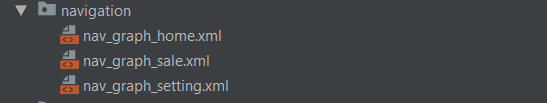 navigation
nav_graph_home.xml
nav_graph_sale.xml
nav_graph_setting.xml